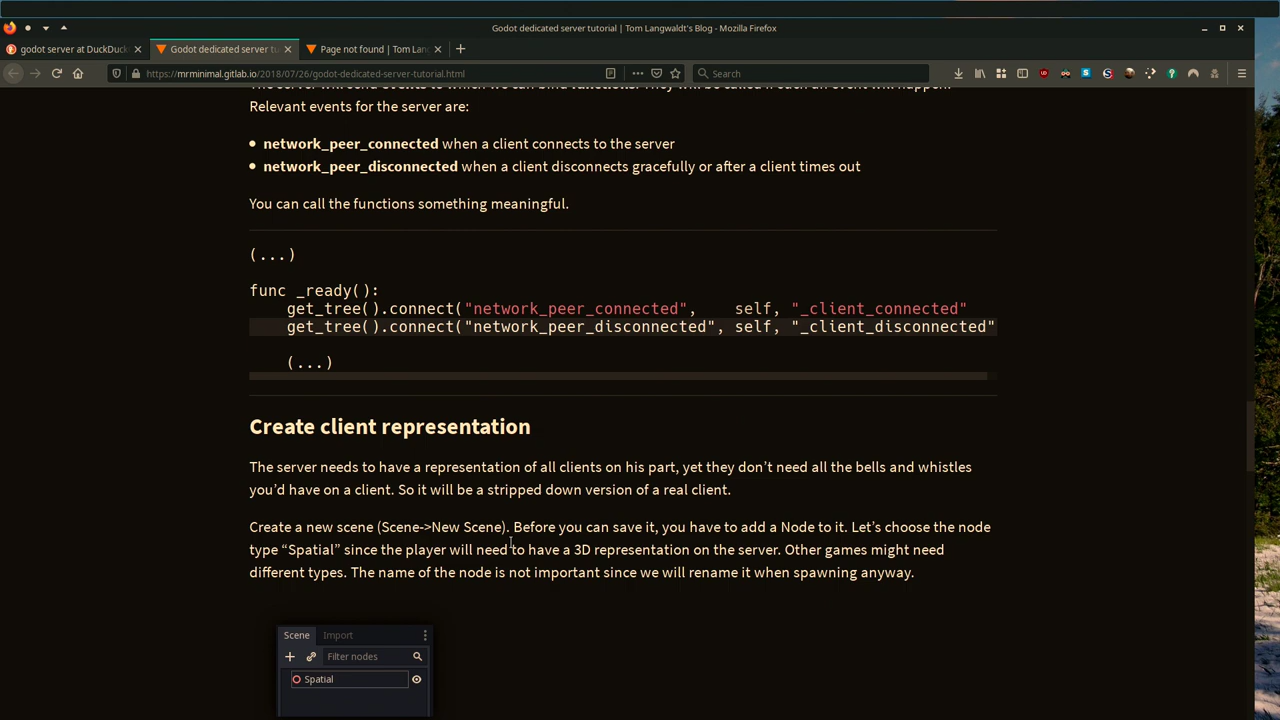 Godot dedicated server tutorial | Tom Langwaldt's Blog - Mozilla Firefox
godot server at DuckDuck
Godot dedicated server tu
Page not found | Tom Lang
https://mrminimal.gitlab.io/2018/07/26/godot-dedicated-server-tutorial.html
Search
Relevant events for the server are:
network_peer_connected when a client connects to the server
network_peer_disconnected when a client disconnects gracefully or after a client times out
You can call the functions something meaningful.
(...)
func _ready():
get_tree().connect("network_peer_connected", self, "_client_connected"
get_tree().connect("network_peer_disconnected", self, "_client_disconnected"
(...)
Create client representation
The server needs to have a representation of all clients on his part, yet they don't need all the bells and whistles
you'd have on a client. So it will be a stripped down version of a real client.
Create a new scene (Scene->New Scene). Before you can save it, you have to add a Node to it. Let's choose the node
type “Spatial” since the player will need to have a 3D representation on the server. Other games might need
different types. The name of the node is not important since we will rename it when spawning anyway.
Scene Import
Filter nodes
Spatial